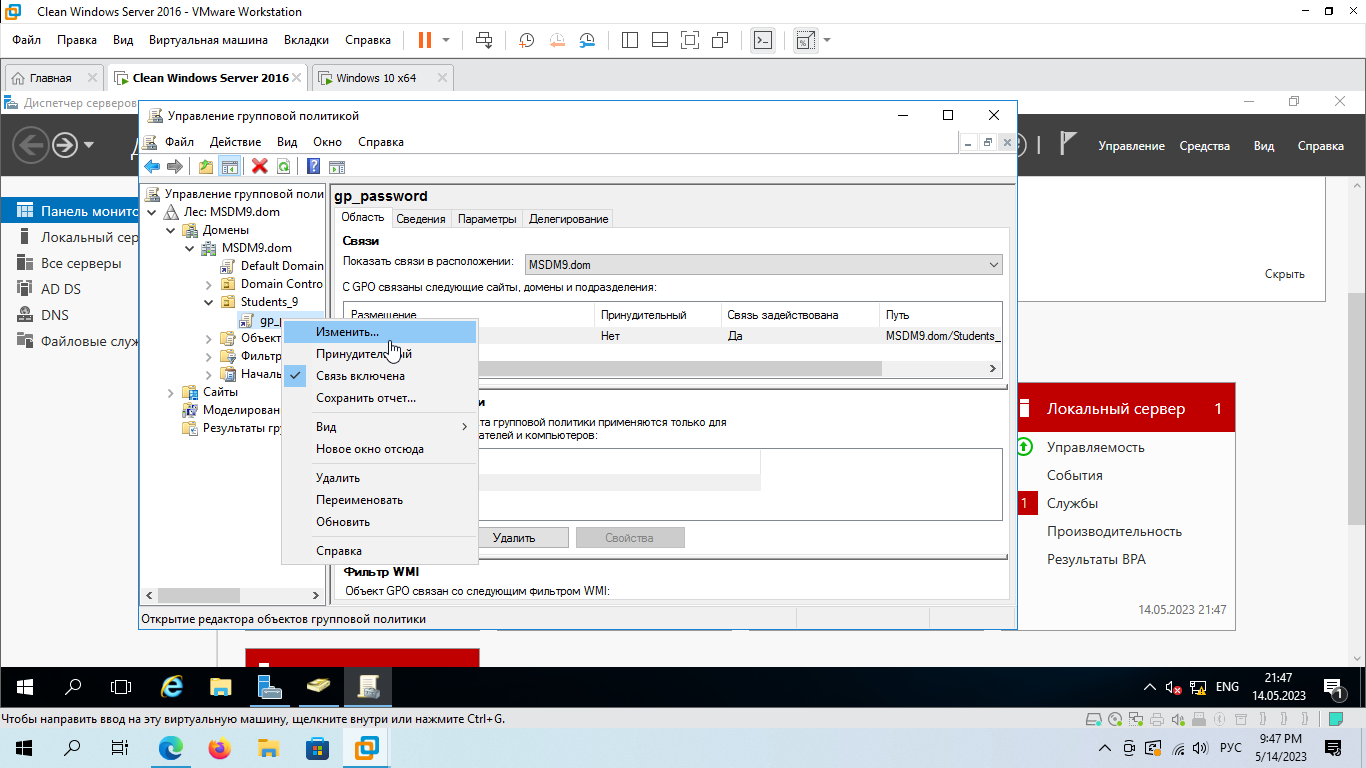 Clean Windows Server 2016 - VMware Workstation
Файл Правка Вид Виртуальная машина Вкладки Справка
Главная Clean Windows Server 2016 Windows 10 x64
Диспетчер серверов
Управление групповой политикой
Файл Действие Вид Окно Справка
Управление Средства Вид Справка
Панель монито
Локальный сер
Все серверы
AD DS
DNS
Файловые служ
Управление групповой поли
Лес: MSDM9.dom
Домены
MSDM9.dom
Default Domain
Domain Contro
Students_9
gp_
Объект
Фильтр
Началь
Сайты
Моделирован
Результаты гру
gp_password
Область Сведения Параметры Делегирование
Связи
Показать связи в расположении: MSDM9.dom
С GPO связаны следующие сайты, домены и подразделения:
Размещение Принудительный Связь задействована Путь
Нет Да MSDM9.dom/Students_
та групповой политики применяются только для
ателей и компьютеров:
Удалить Свойства
Фильтр WMI
Объект GPO связан со следующим фильтром WMI:
Изменить...
Принудительный
Связь включена
Сохранить отчет...
Вид
Новое окно отсюда
Удалить
Переименовать
Обновить
Справка
Открытие редактора объектов групповой политики
Скрыть
Локальный сервер 1
Управляемость
События
1 Службы
Производительность
Результаты BPA
14.05.2023 21:47
ENG 21:47
14.05.2023
1
Чтобы направить ввод на эту виртуальную машину, щелкните внутри или нажмите Ctrl+G.
РУС 9:47 PM
5/14/2023